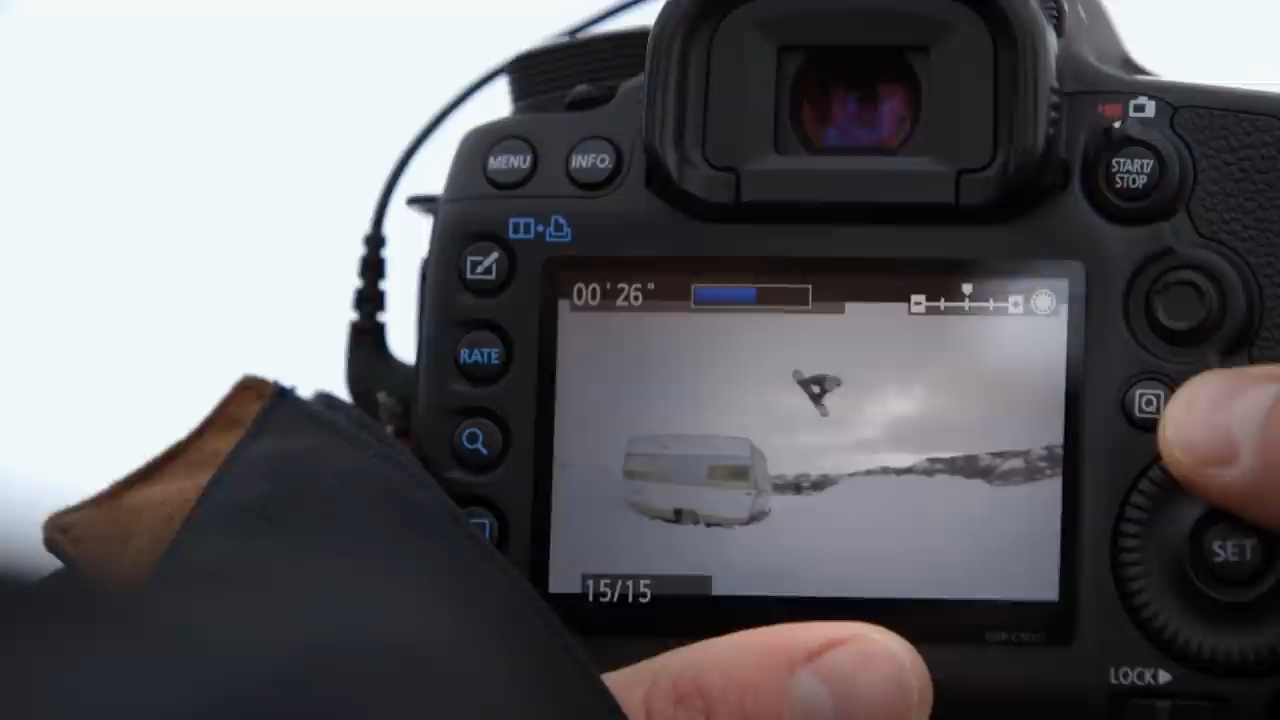 MENU
INFO.
START/
STOP
RATE
00'26"
Q
SET
15/15
LOCK